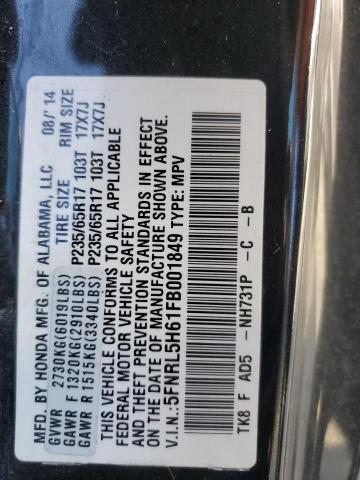 MFD. BY HONDA MFG. OF ALABAMA, LLC 08/'14
GVWR 2730KG(6019LBS) TIRE SIZE RIM SIZE
GAWR F 1320KG(2910LBS) P235/65R17 103T 17X7J
GAWR R 1515KG(3340LBS) P235/65R17 103T 17X7J
THIS VEHICLE CONFORMS TO ALL APPLICABLE
FEDERAL MOTOR VEHICLE SAFETY
AND THEFT PREVENTION STANDARDS IN EFFECT
ON THE DATE OF MANUFACTURE SHOWN ABOVE.
V.I.N.:5FNRL5H61FB001849 TYPE: MPV
TK8 F AD5 -NH731P -C -B